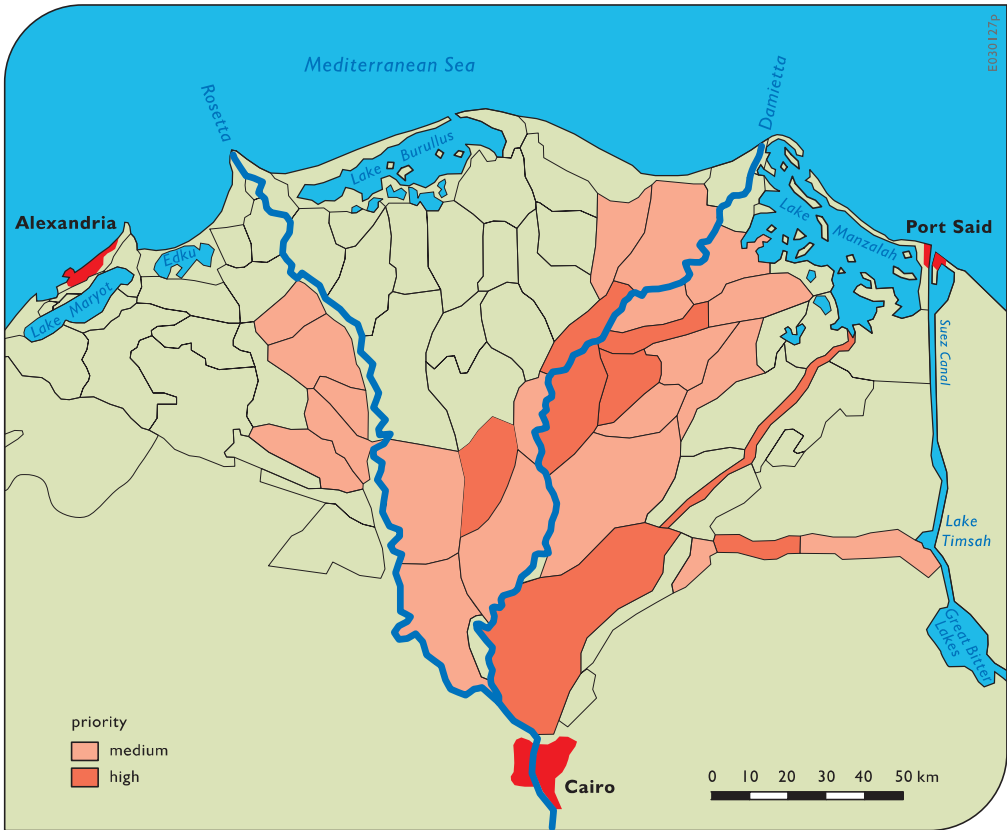 E030127p
Mediterranean Sea
Rosetta
Damietta
Lake Burullus
Alexandria
Edku
Lake Maryot
Lake
Manzalah
Port Said
Suez Canal
Lake
Timsah
Great Bitter
Lakes
priority
medium
high
Cairo
0 10 20 30 40 50 km